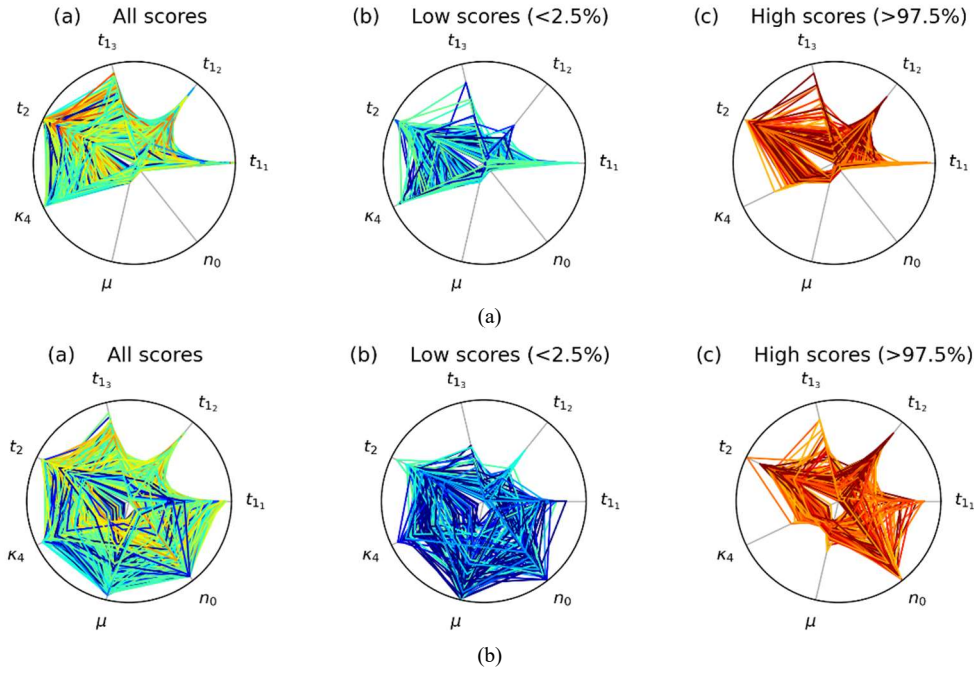 (a) All scores (b) Low scores (<2.5%) (c) High scores (>97.5%)
t₁₃ t₁₃ t₁₃
t₁₂ t₁₂ t₁₂
t₂ t₂ t₂
t₁₁ t₁₁ t₁₁
κ₄ κ₄ κ₄
n₀ n₀ n₀
μ μ μ
(a)
(a) All scores (b) Low scores (<2.5%) (c) High scores (>97.5%)
t₁₃ t₁₃ t₁₃
t₁₂ t₁₂ t₁₂
t₂ t₂ t₂
t₁₁ t₁₁ t₁₁
κ₄ κ₄ κ₄
n₀ n₀ n₀
μ μ μ
(b)